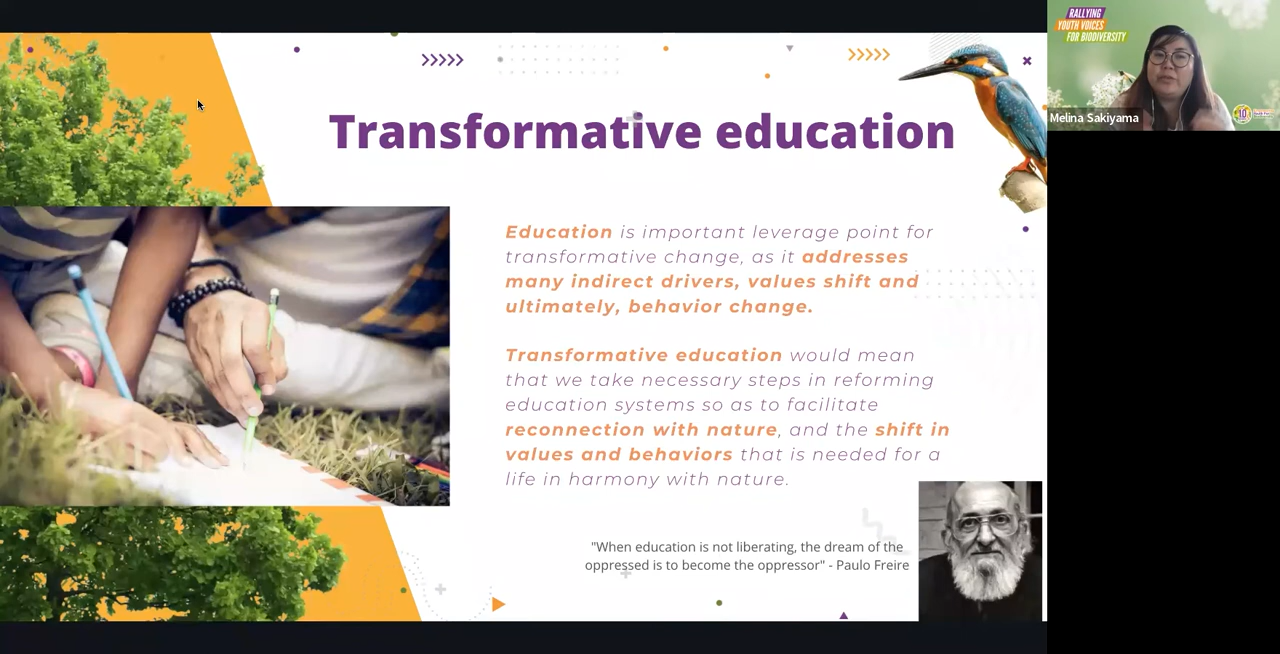 Transformative education
Education is important leverage point for
transformative change, as it addresses
many indirect drivers, values shift and
ultimately, behavior change.
Transformative education would mean
that we take necessary steps in reforming
education systems so as to facilitate
reconnection with nature, and the shift in
values and behaviors that is needed for a
life in harmony with nature.
"When education is not liberating, the dream of the
oppressed is to become the oppressor" - Paulo Freire
RALLYING
YOUTH VOICES
FOR BIODIVERSITY
Melina Sakiyama
10